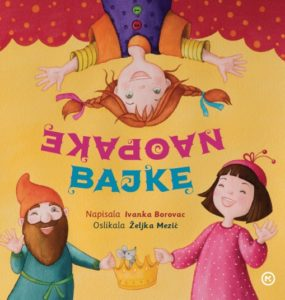 NAOPAKE
BAJKE
Napisala Ivanka Borovac
Oslikala Željka Mezić